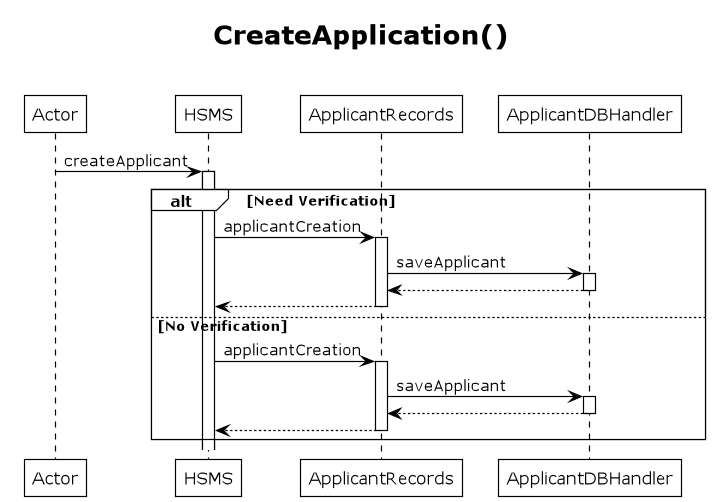 CreateApplication()
Actor
HSMS
ApplicantRecords
ApplicantDBHandler
createApplicant
alt
[Need Verification]
applicantCreation
saveApplicant
[No Verification]
applicantCreation
saveApplicant
Actor
HSMS
ApplicantRecords
ApplicantDBHandler